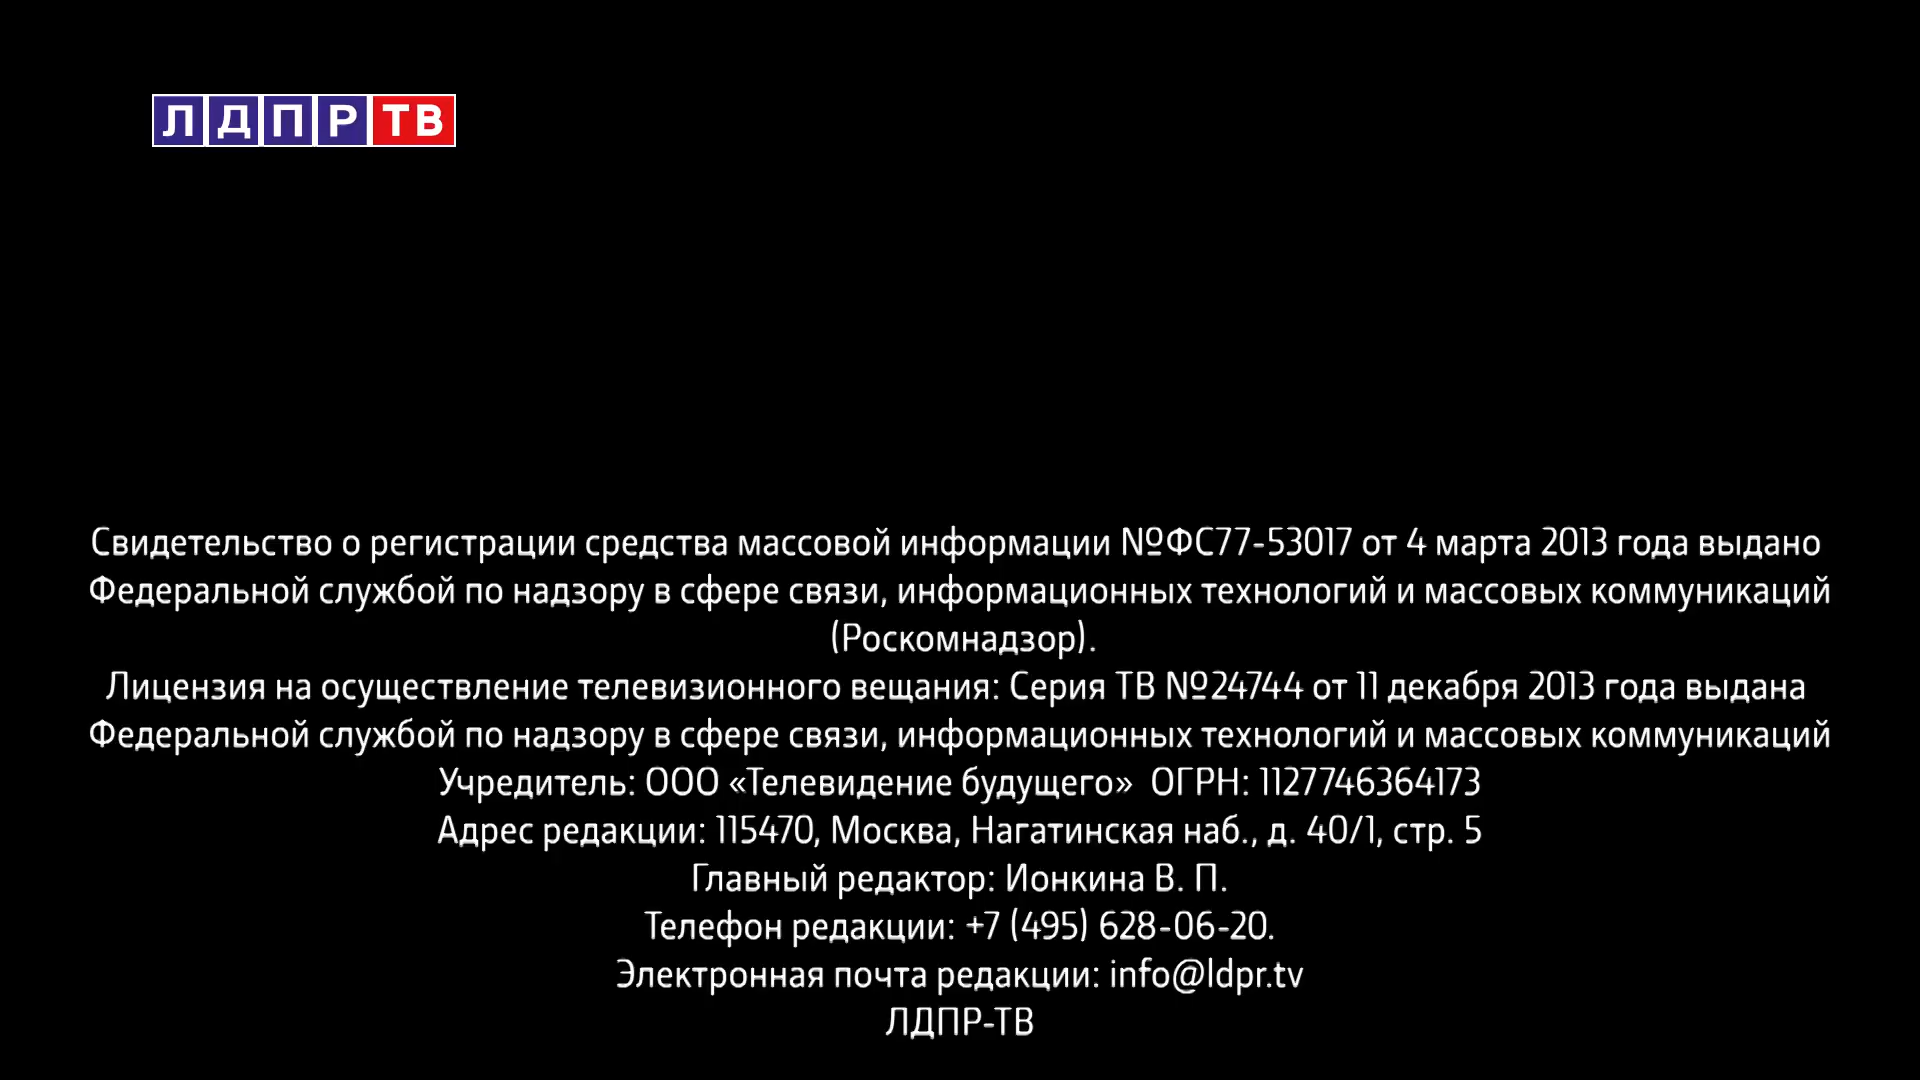 ЛДПР ТВ
Свидетельство о регистрации средства массовой информации №ФС77-53017 от 4 марта 2013 года выдано
Федеральной службой по надзору в сфере связи, информационных технологий и массовых коммуникаций
(Роскомнадзор).
Лицензия на осуществление телевизионного вещания: Серия ТВ №24744 от 11 декабря 2013 года выдана
Федеральной службой по надзору в сфере связи, информационных технологий и массовых коммуникаций
Учредитель: ООО «Телевидение будущего»  ОГРН: 1127746364173
Адрес редакции: 115470, Москва, Нагатинская наб., д. 40/1, стр. 5
Главный редактор: Ионкина В. П.
Телефон редакции: +7 (495) 628-06-20.
Электронная почта редакции: info@ldpr.tv
ЛДПР-ТВ